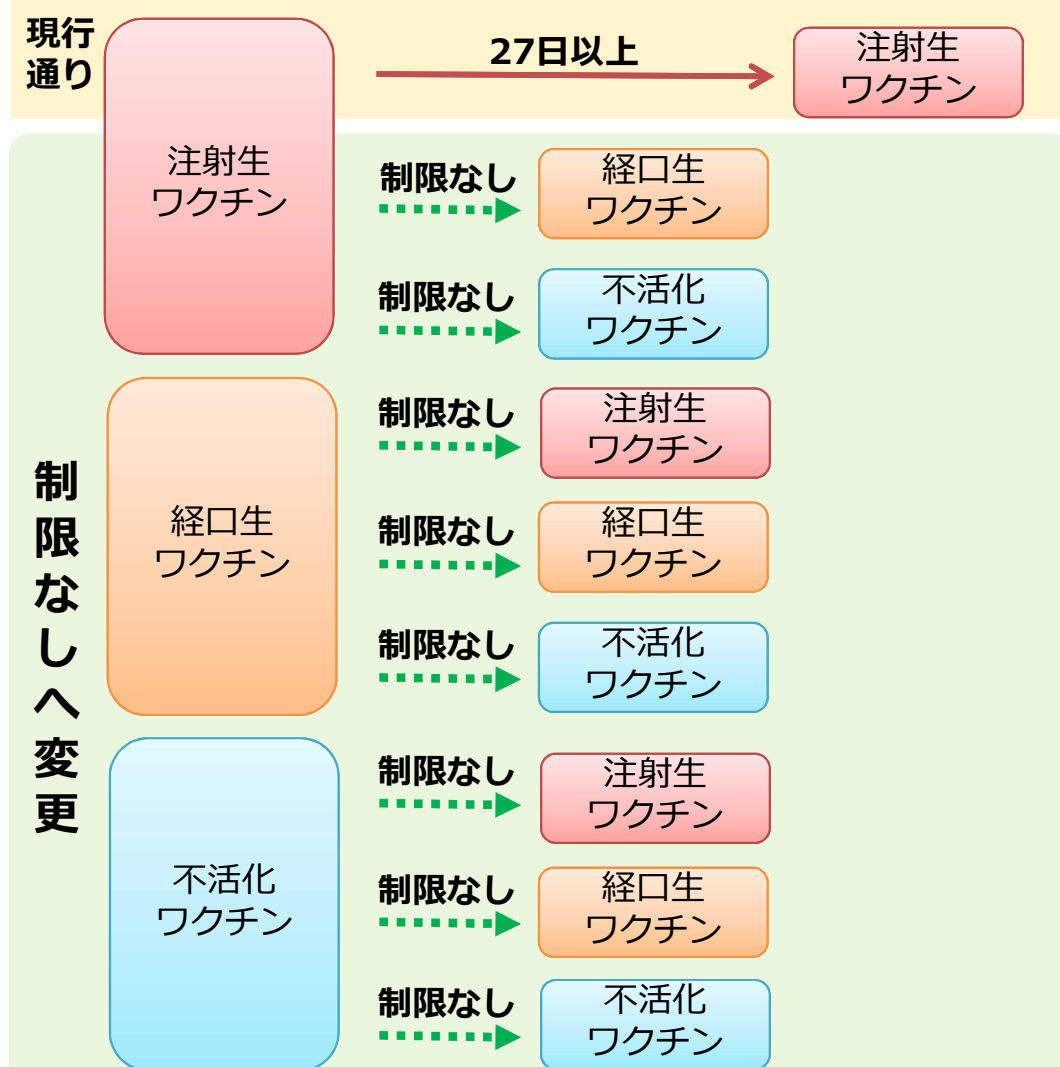 現行
通り
注射生
ワクチン
27日以上
注射生
ワクチン
制限なし
経口生
ワクチン
制限なし
不活化
ワクチン
制限なしへ変更
経口生
ワクチン
制限なし
注射生
ワクチン
制限なし
経口生
ワクチン
制限なし
不活化
ワクチン
不活化
ワクチン
制限なし
注射生
ワクチン
制限なし
経口生
ワクチン
制限なし
不活化
ワクチン